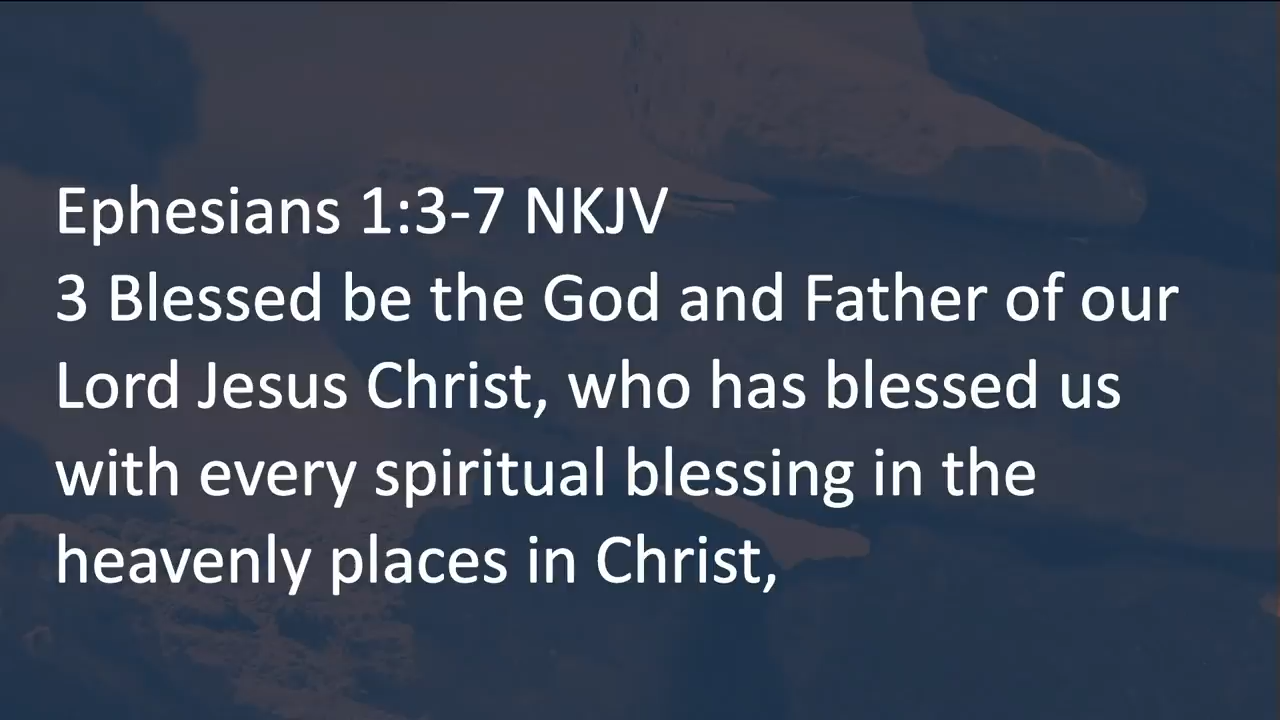 Ephesians 1:3-7 NKJV
3 Blessed be the God and Father of our
Lord Jesus Christ, who has blessed us
with every spiritual blessing in the
heavenly places in Christ,